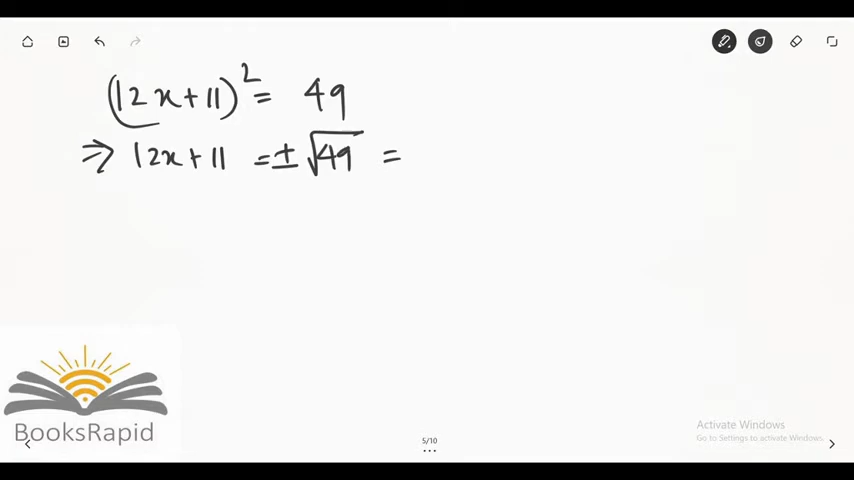 (12x+11)² = 49
⇒ 12x+11 = ± √49 =
BooksRapid
5/10
Activate Windows
Go to Settings to activate Windows.